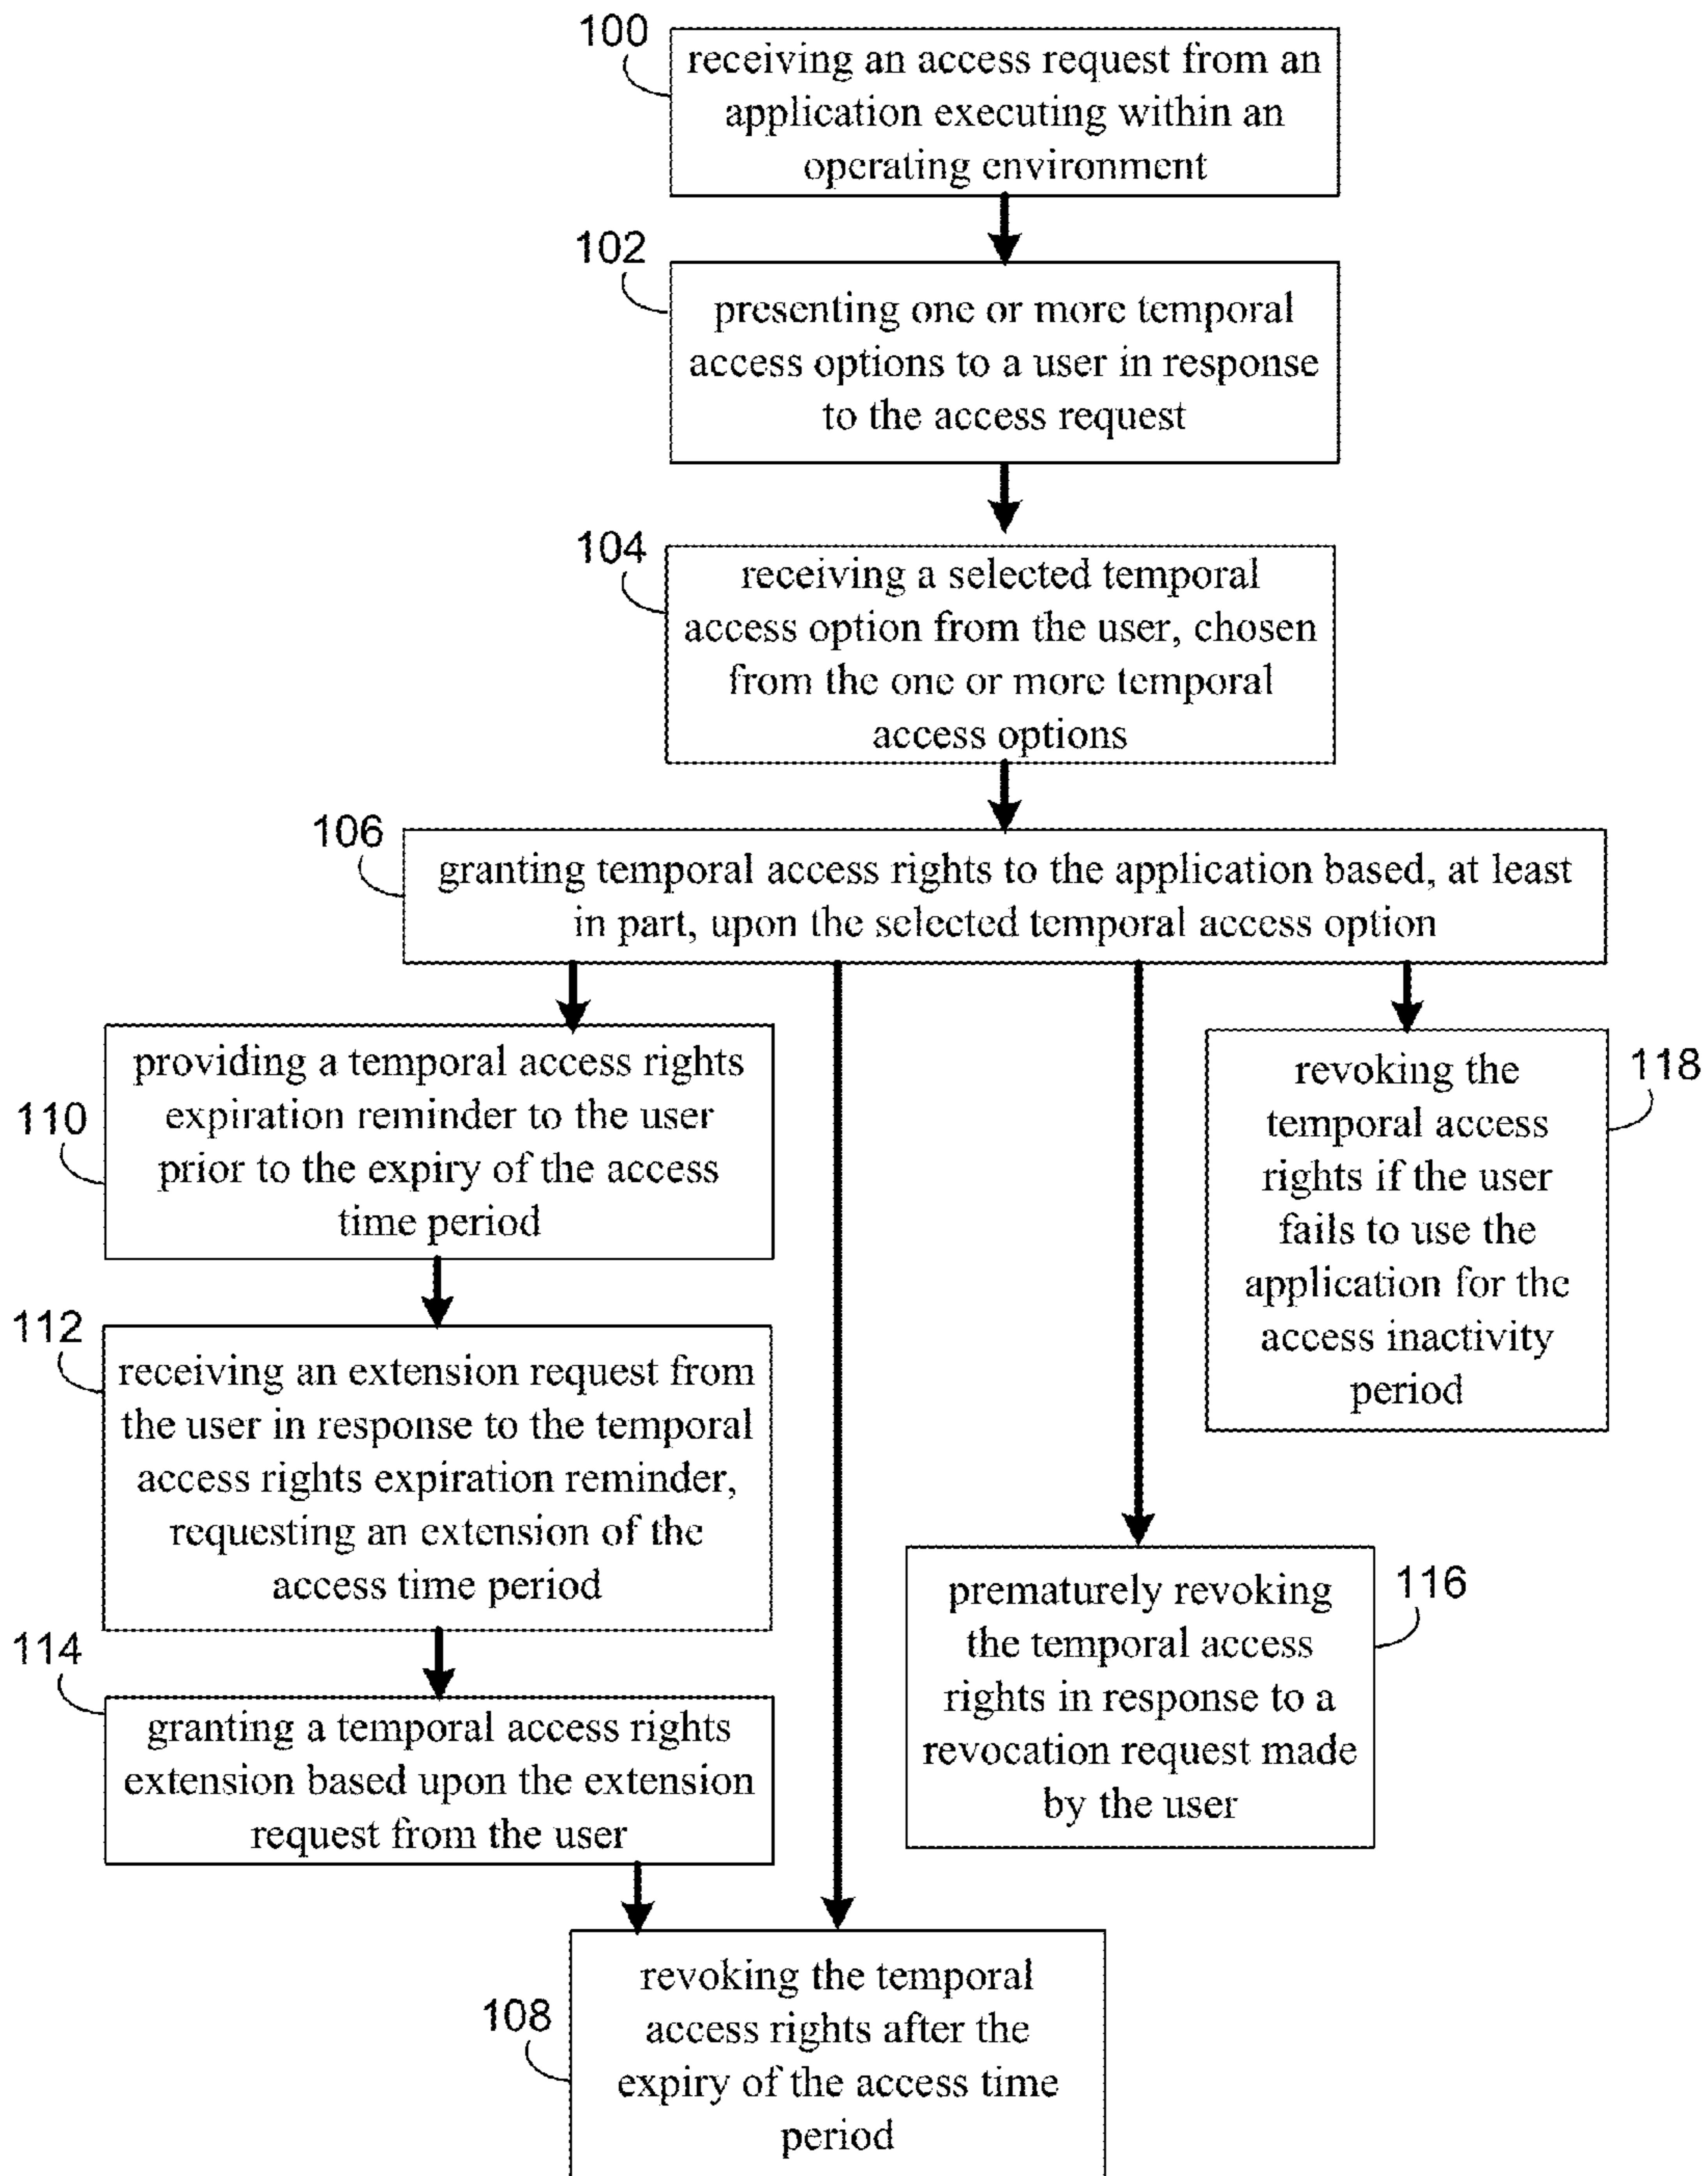 100
receiving an access request from an
application executing within an
operating environment
102
presenting one or more temporal
access options to a user in response
to the access request
104
receiving a selected temporal
access option from the user, chosen
from the one or more temporal
access options
106
granting temporal access rights to the application based, at least
in part, upon the selected temporal access option
110
providing a temporal access rights
expiration reminder to the user
prior to the expiry of the access
time period
118
revoking the
temporal access
rights if the user
fails to use the
application for the
access inactivity
period
112
receiving an extension request from
the user in response to the temporal
access rights expiration reminder,
requesting an extension of the
access time period
116
prematurely revoking
the temporal access
rights in response to a
revocation request made
by the user
114
granting a temporal access rights
extension based upon the extension
request from the user
108
revoking the temporal
access rights after the
expiry of the access time
period